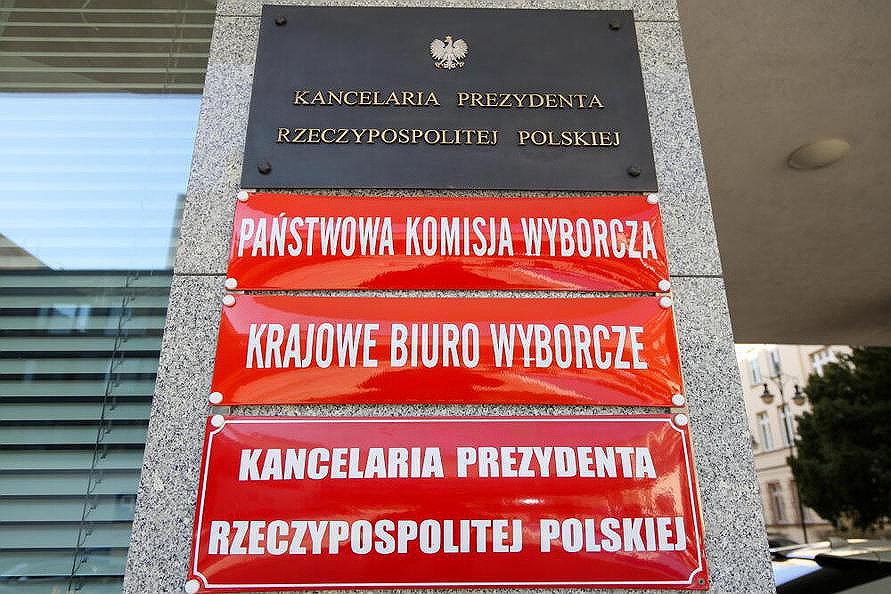 KANCELARIA PREZYDENTA
RZECZYPOSPOLITEJ POLSKIEJ
PAŃSTWOWA KOMISJA WYBORCZA
KRAJOWE BIURO WYBORCZE
KANCELARIA PREZYDENTA
RZECZYPOSPOLITEJ POLSKIEJ